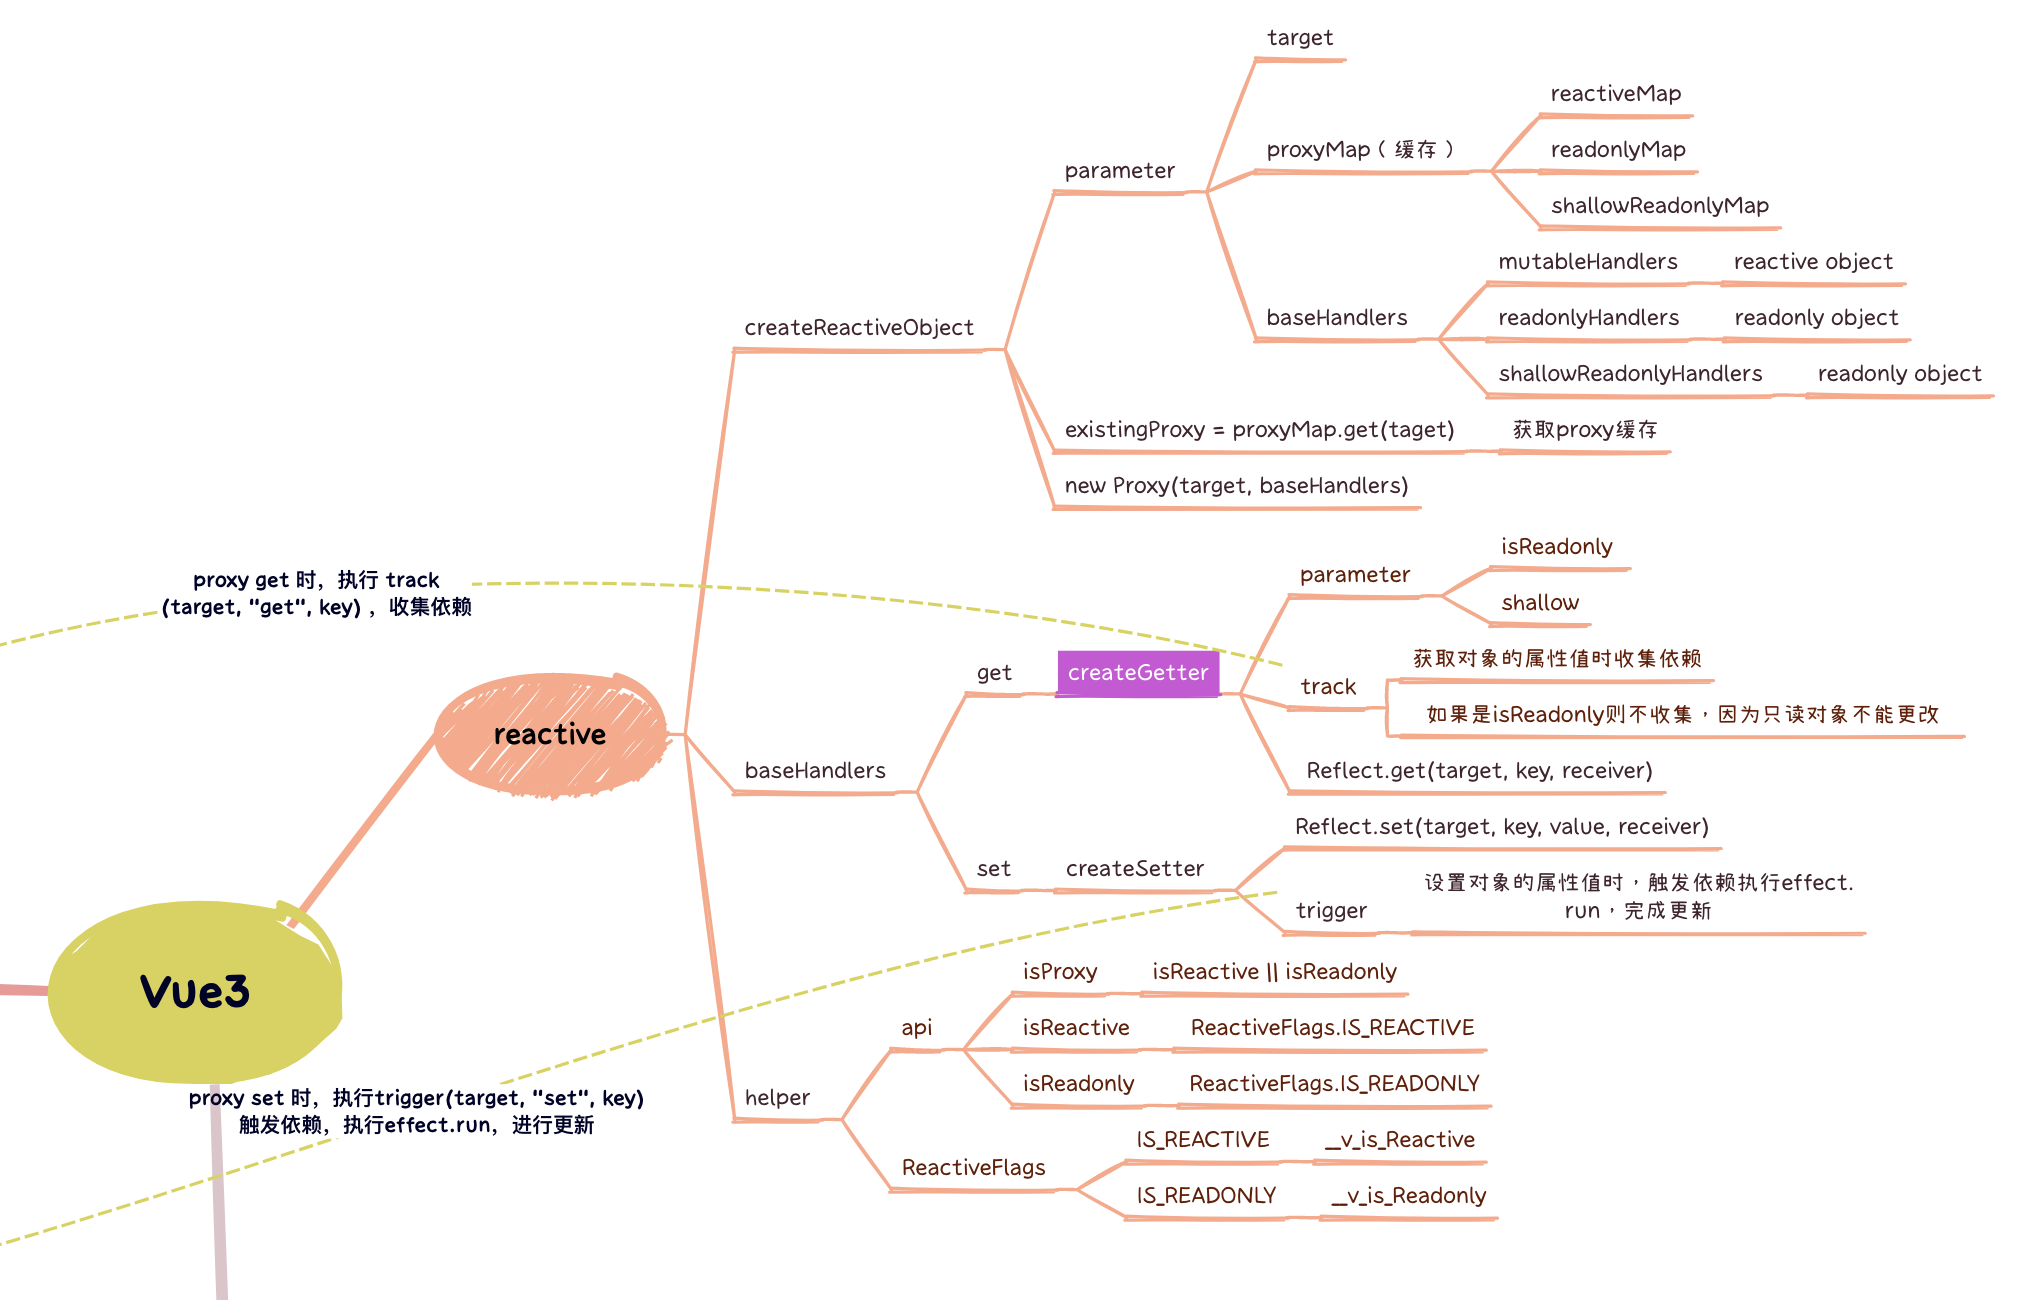 target
reactiveMap
proxyMap（缓存）
readonlyMap
parameter
shallowReadonlyMap
mutableHandlers
reactive object
baseHandlers
readonlyHandlers
readonly object
createReactiveObject
shallowReadonlyHandlers
readonly object
existingProxy = proxyMap.get(taget)
获取proxy缓存
new Proxy(target, baseHandlers)
isReadonly
parameter
shallow
proxy get 时，执行 track
(target, "get", key) ，收集依赖
获取对象的属性值时收集依赖
get
createGetter
track
如果是isReadonly则不收集，因为只读对象不能更改
reactive
baseHandlers
Reflect.get(target, key, receiver)
Reflect.set(target, key, value, receiver)
set
createSetter
设置对象的属性值时，触发依赖执行effect.
run，完成更新
trigger
Vue3
isProxy
isReactive || isReadonly
api
isReactive
ReactiveFlags.IS_REACTIVE
isReadonly
ReactiveFlags.IS_READONLY
helper
proxy set 时，执行trigger(target, "set", key)
触发依赖，执行effect.run，进行更新
IS_REACTIVE
__v_is_Reactive
ReactiveFlags
IS_READONLY
__v_is_Readonly